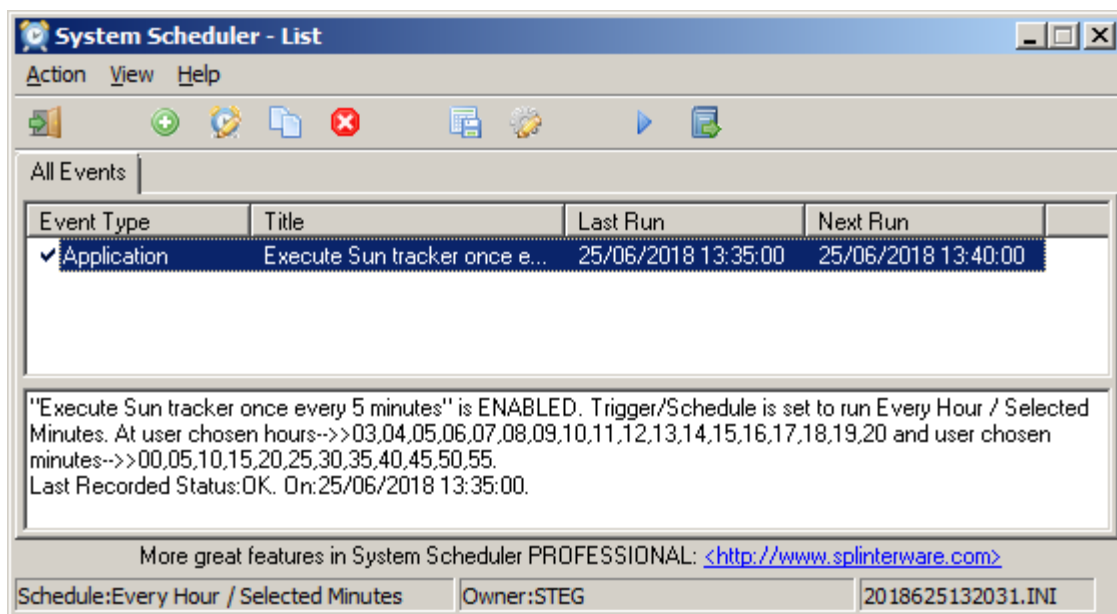 System Scheduler - List
Action View Help
All Events
Event Type Title Last Run Next Run
Application Execute Sun tracker once e... 25/06/2018 13:35:00 25/06/2018 13:40:00
"Execute Sun tracker once every 5 minutes" is ENABLED. Trigger/Schedule is set to run Every Hour / Selected
Minutes. At user chosen hours-->>03,04,05,06,07,08,09,10,11,12,13,14,15,16,17,18,19,20 and user chosen
minutes-->>00,05,10,15,20,25,30,35,40,45,50,55.
Last Recorded Status:OK. On:25/06/2018 13:35:00.
More great features in System Scheduler PROFESSIONAL: <http://www.splinterware.com>
Schedule:Every Hour / Selected Minutes Owner:STEG 2018625132031.INI